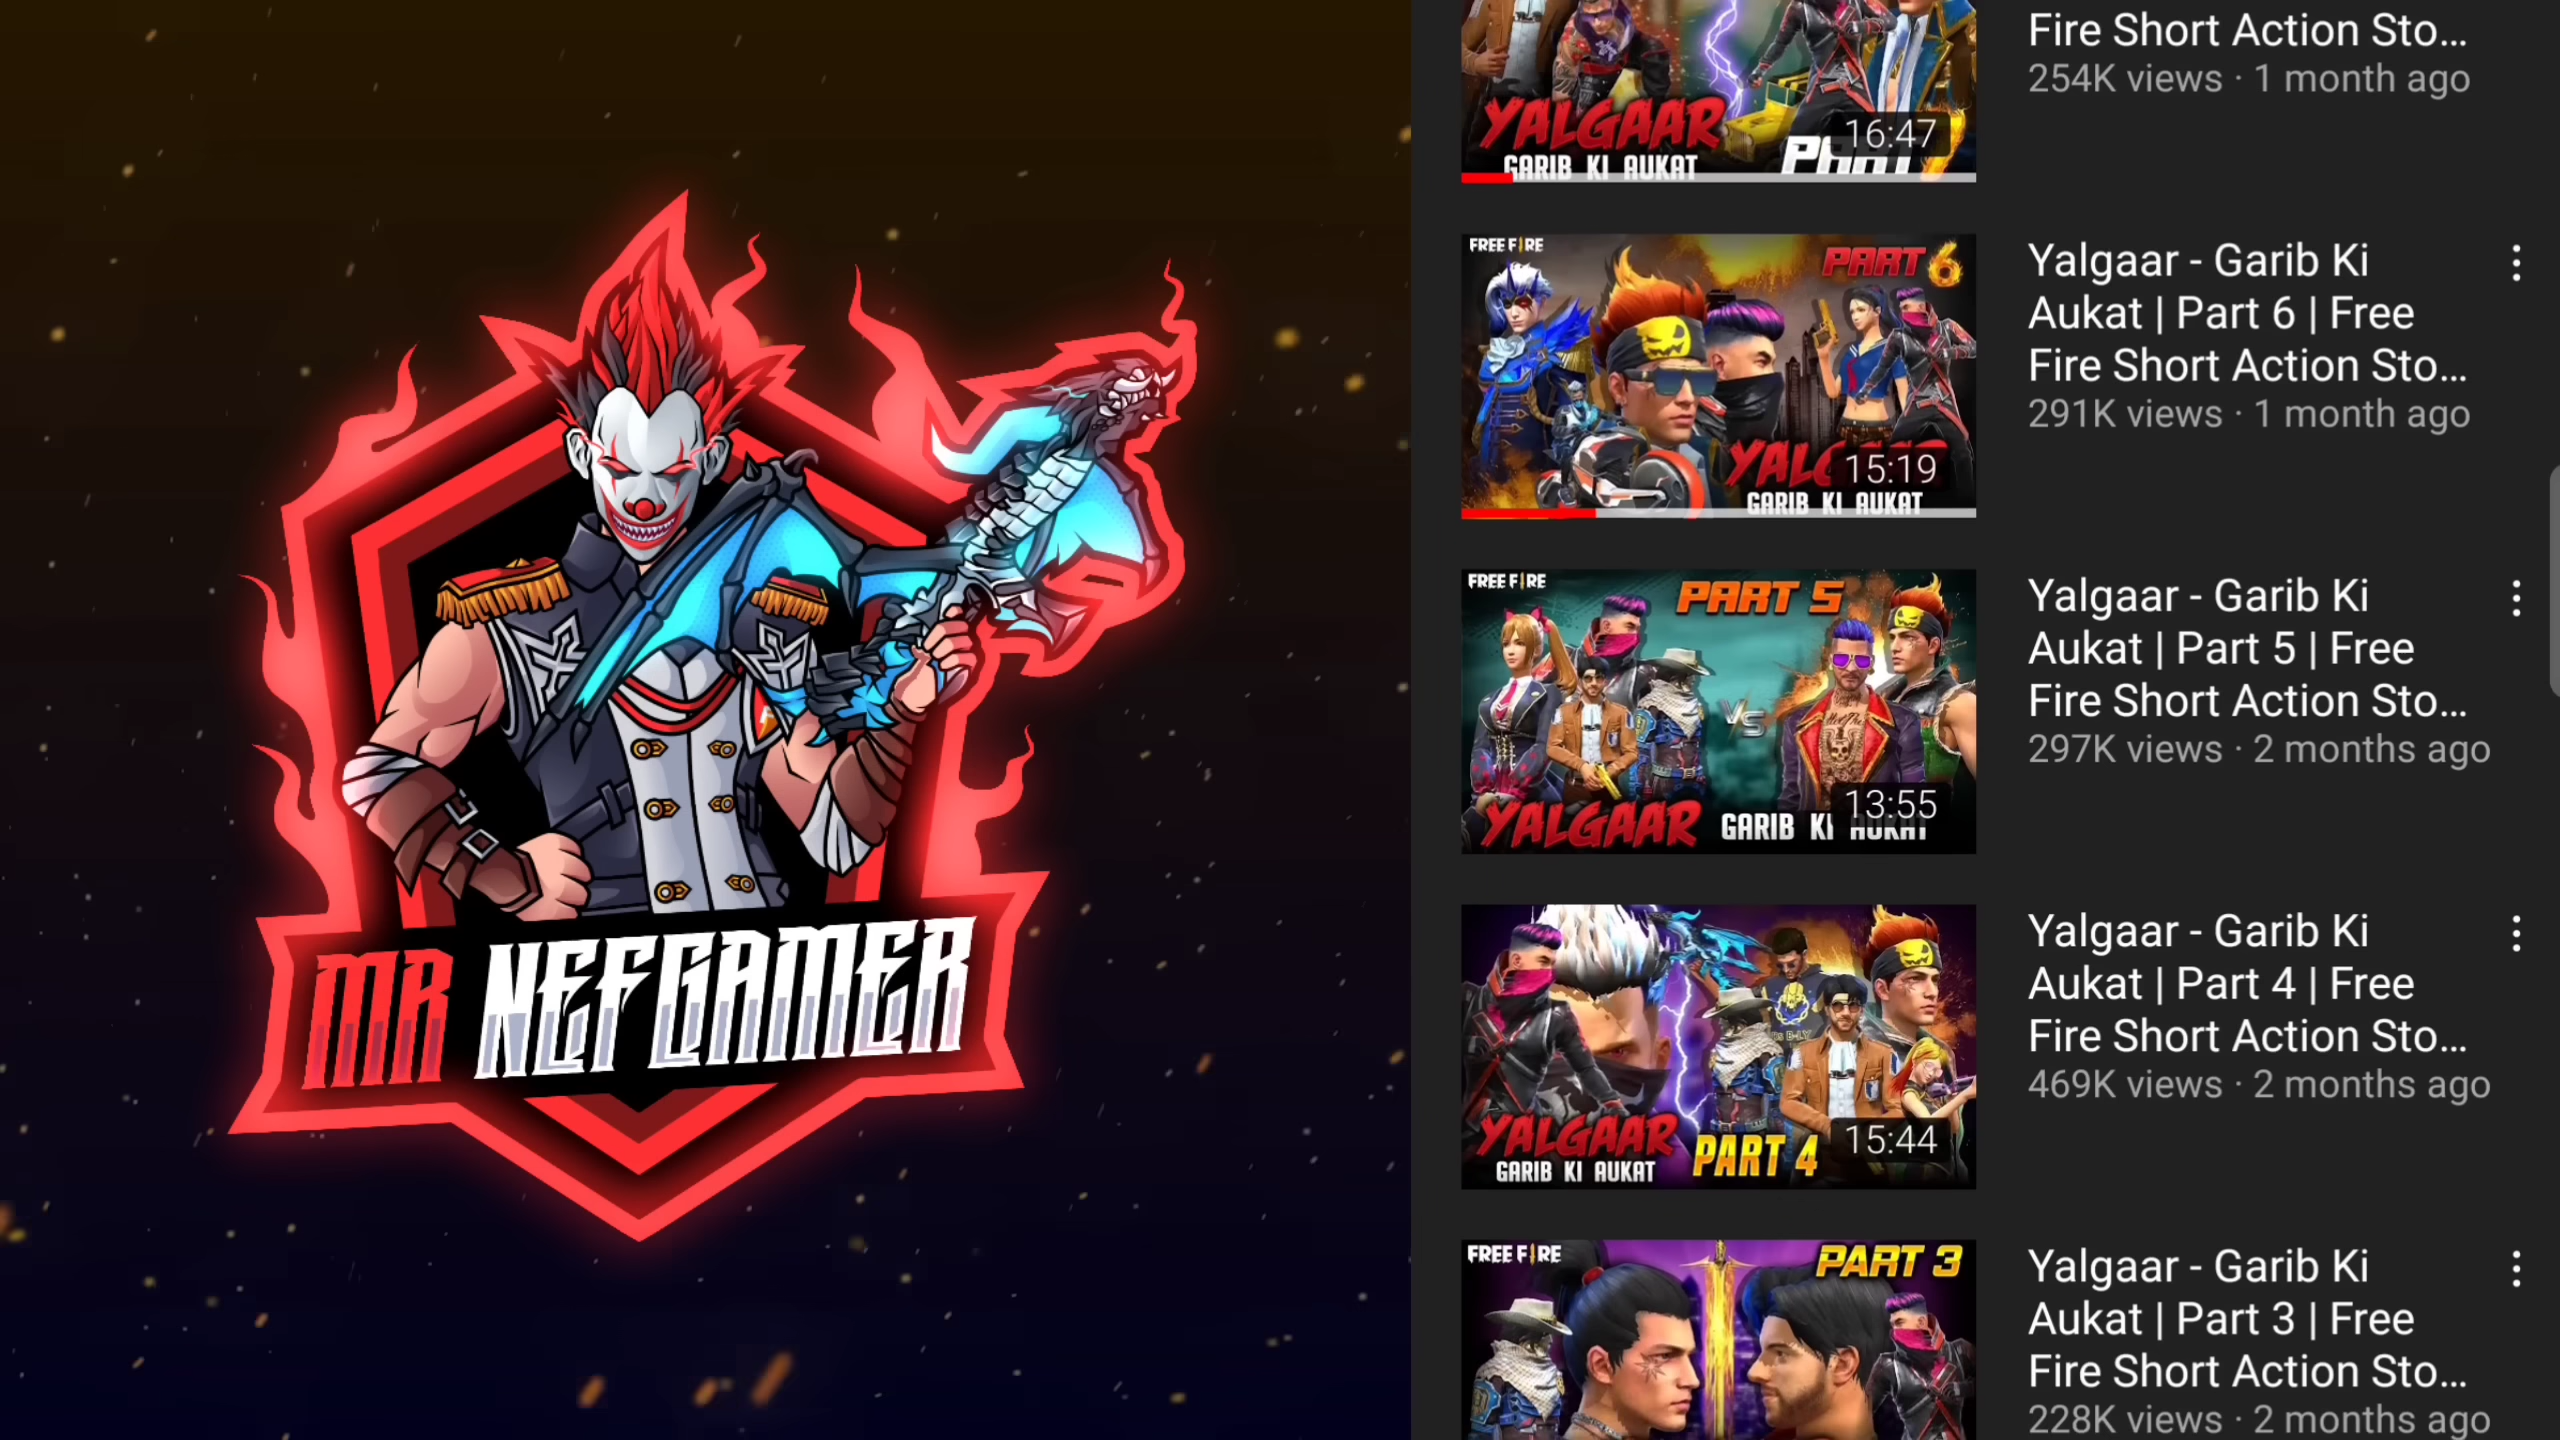 MR NEFGAMER
YALGAAR
GARIB KI AUKAT
PART 7
16:47
Fire Short Action Sto...
254K views · 1 month ago
FREE FIRE
PART 6
GARIB KI AUKAT
15:19
Yalgaar - Garib Ki
Aukat | Part 6 | Free
Fire Short Action Sto...
291K views · 1 month ago
FREE FIRE
PART 5
VS
YALGAAR
GARIB KI AUKAT
13:55
Yalgaar - Garib Ki
Aukat | Part 5 | Free
Fire Short Action Sto...
297K views · 2 months ago
YALGAAR
GARIB KI AUKAT
PART 4
15:44
Yalgaar - Garib Ki
Aukat | Part 4 | Free
Fire Short Action Sto...
469K views · 2 months ago
FREE FIRE
PART 3
Yalgaar - Garib Ki
Aukat | Part 3 | Free
Fire Short Action Sto...
228K views · 2 months ago